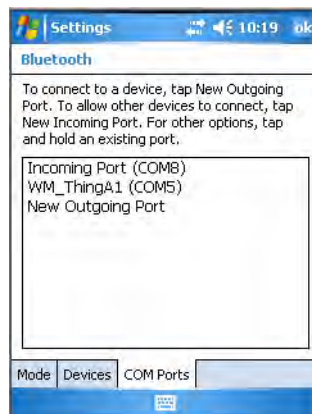 Settings 10:19 ok
Bluetooth
To connect to a device, tap New Outgoing
Port. To allow other devices to connect, tap
New Incoming Port. For other options, tap
and hold an existing port.
Incoming Port (COM8)
WM_ThingA1 (COM5)
New Outgoing Port
Mode Devices COM Ports